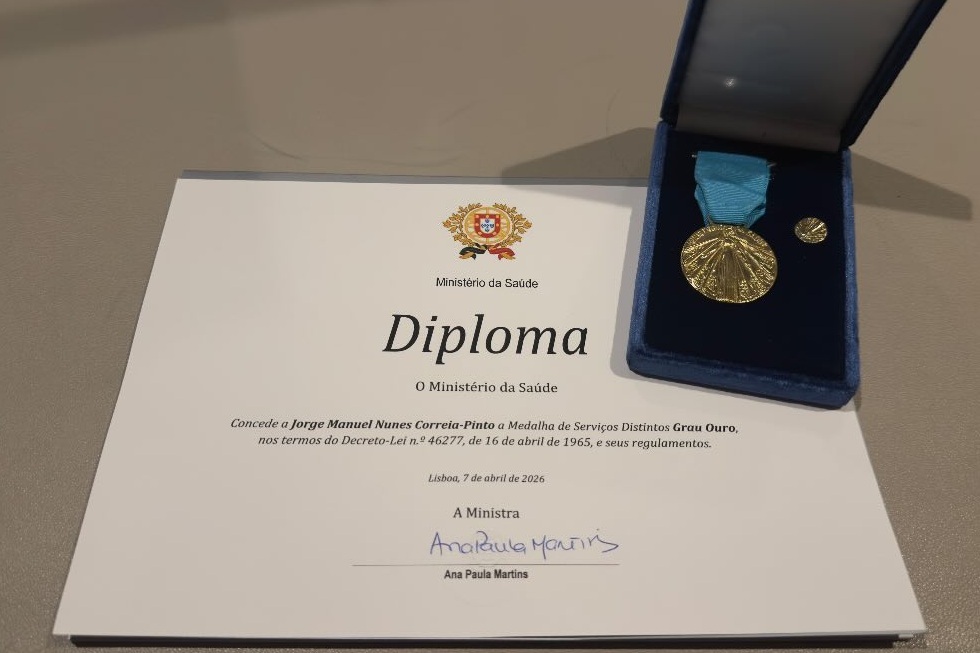 Ministério da Saúde
Diploma
O Ministério da Saúde
Concede a Jorge Manuel Nunes Correia-Pinto a Medalha de Serviços Distintos Grau Ouro,
nos termos do Decreto-Lei n.º 46277, de 16 de abril de 1965, e seus regulamentos.
Lisboa, 7 de abril de 2026
A Ministra
Ana Paula Martins
Ana Paula Martins